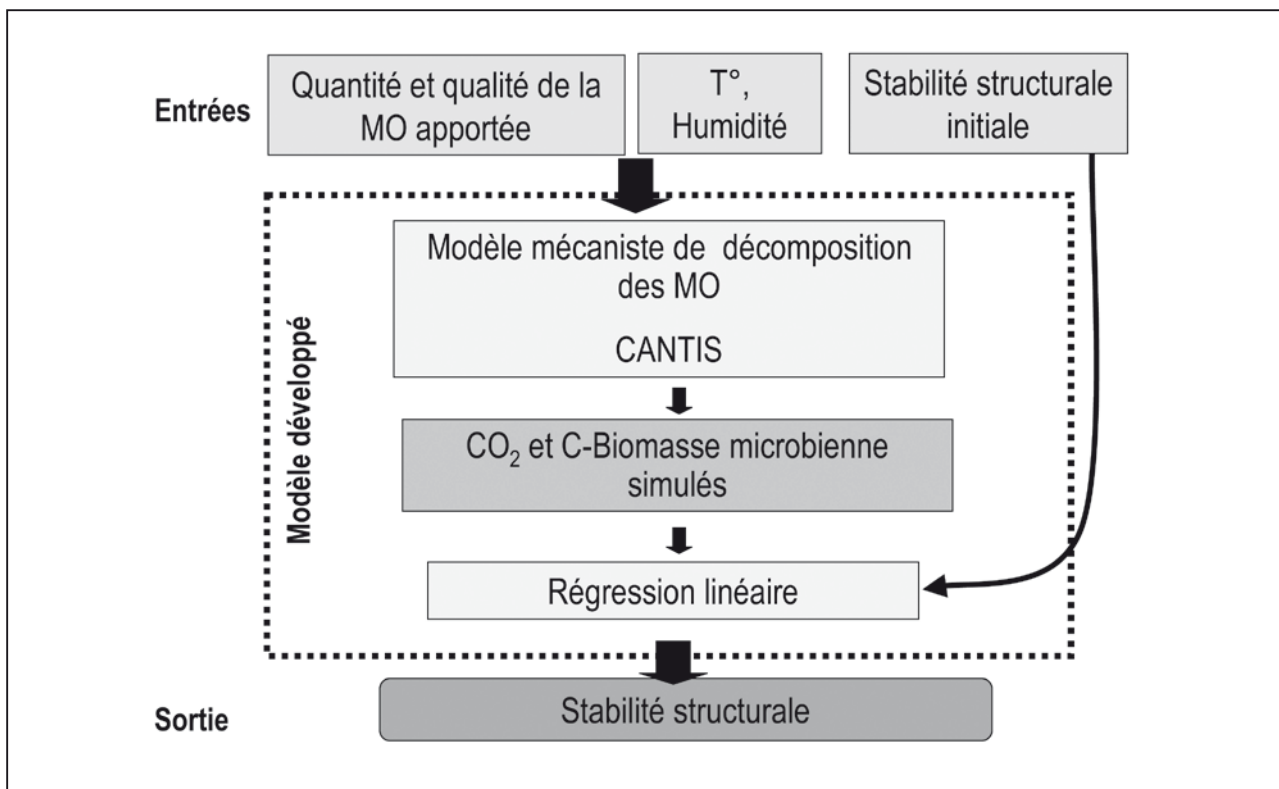 Entrées
Quantité et qualité de la
MO apportée
T°,
Humidité
Stabilité structurale
initiale
Modèle développé
Modèle mécaniste de décomposition
des MO
CANTIS
CO₂ et C-Biomasse microbienne
simulés
Régression linéaire
Sortie
Stabilité structurale